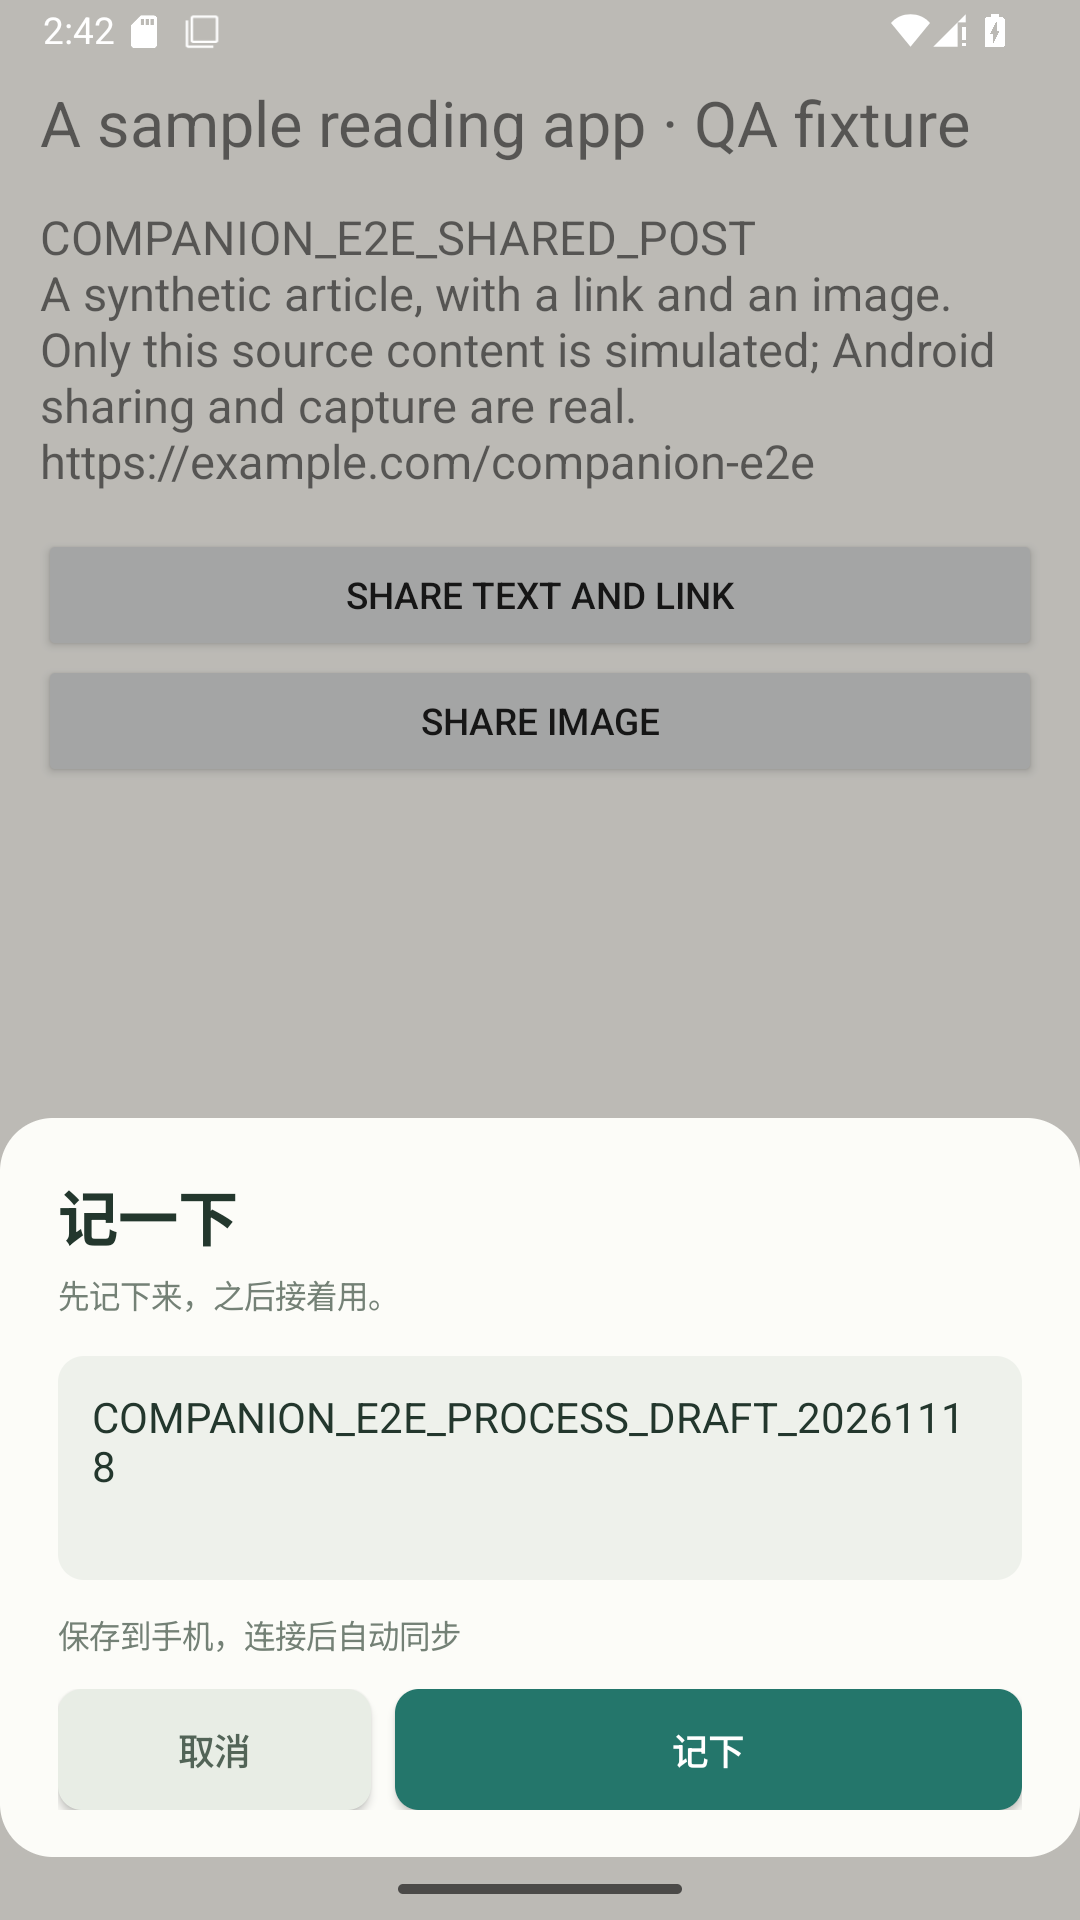 2:42
A sample reading app · QA fixture
COMPANION_E2E_SHARED_POST
A synthetic article, with a link and an image.
Only this source content is simulated; Android
sharing and capture are real.
https://example.com/companion-e2e
SHARE TEXT AND LINK
SHARE IMAGE
记一下
先记下来，之后接着用。
COMPANION_E2E_PROCESS_DRAFT_2026111
8
保存到手机，连接后自动同步
取消
记下